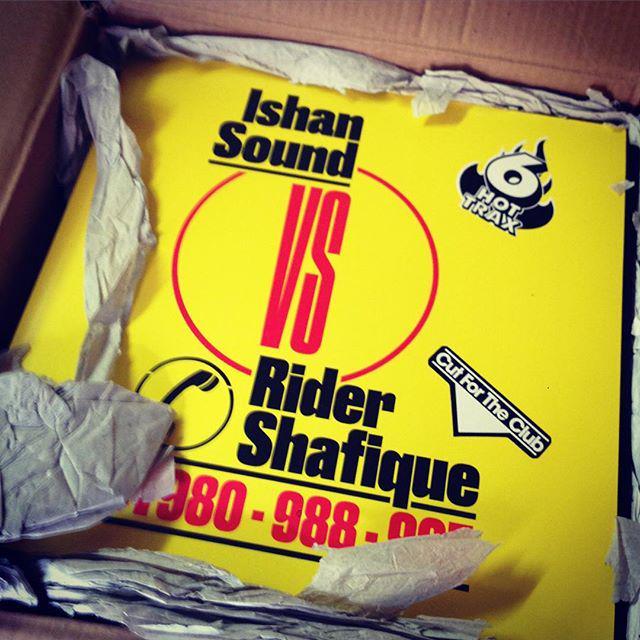 Ishan
Sound
VS
6
HOT
TRAX
Rider
Shafique
Cut For The Club
980-988-